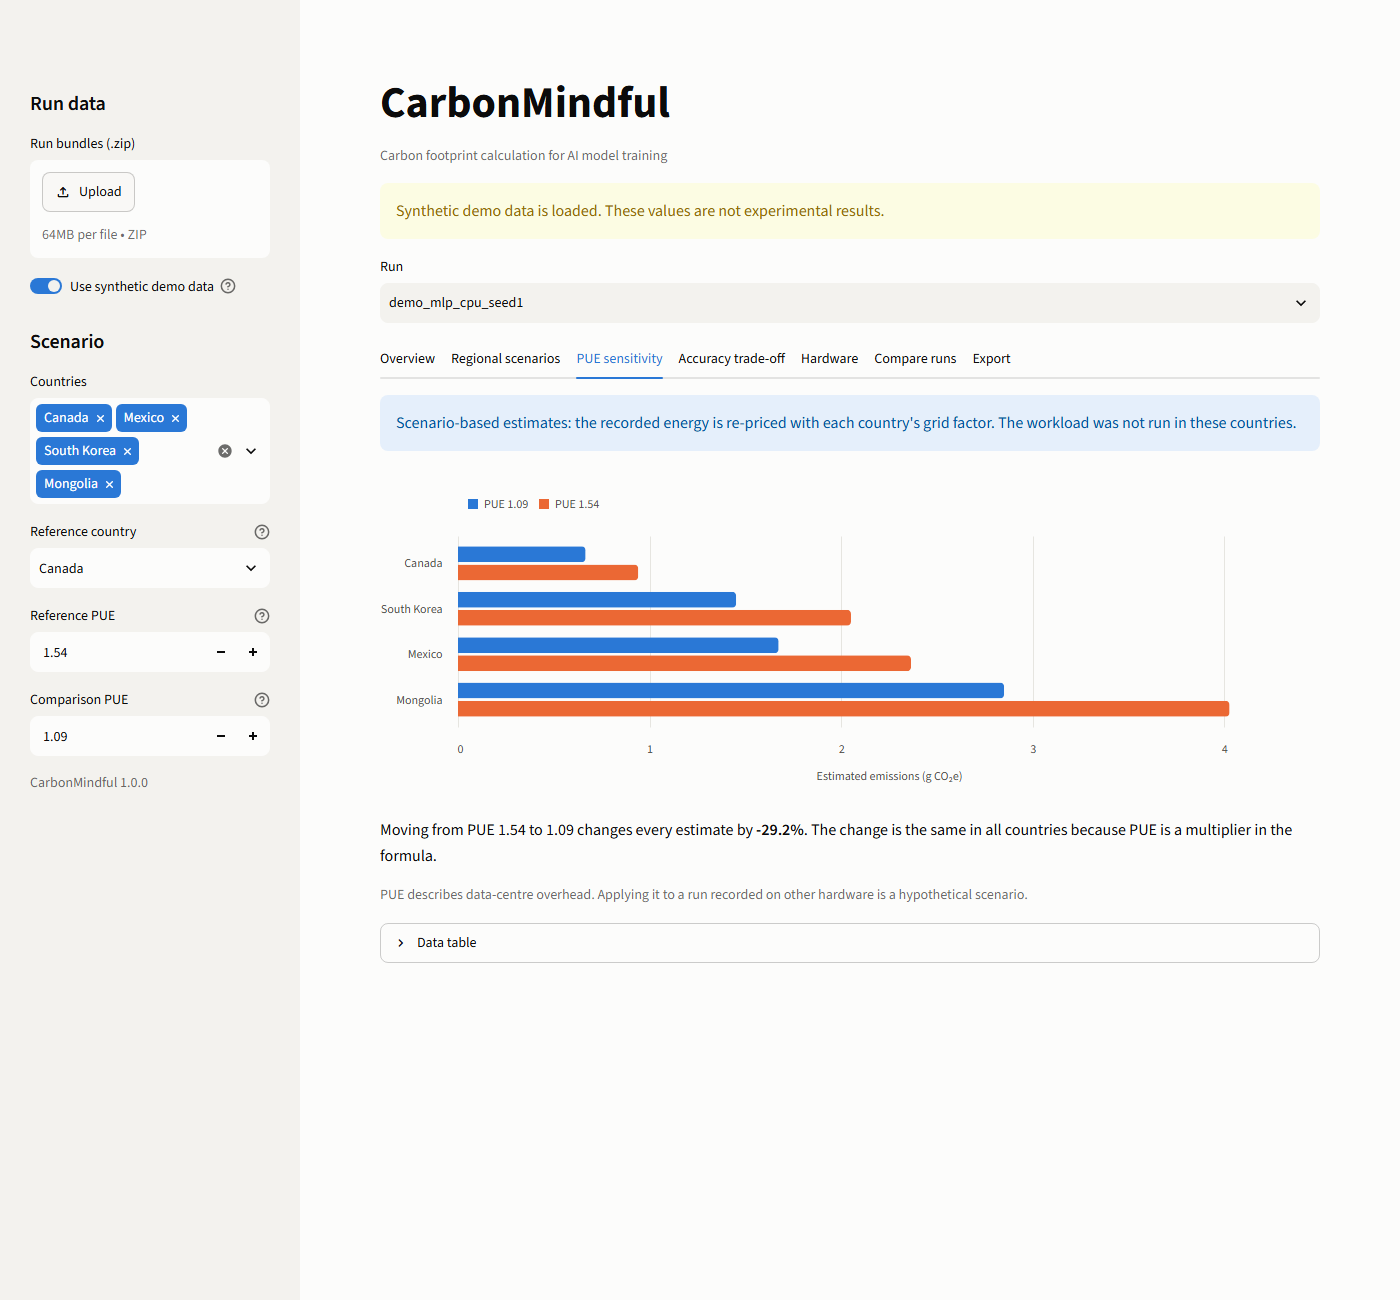 Run data
Run bundles (.zip)
Upload
64MB per file • ZIP
Use synthetic demo data
Scenario
Countries
Canada
Mexico
South Korea
Mongolia
Reference country
Canada
Reference PUE
1.54
Comparison PUE
1.09
CarbonMindful 1.0.0
CarbonMindful
Carbon footprint calculation for AI model training
Synthetic demo data is loaded. These values are not experimental results.
Run
demo_mlp_cpu_seed1
Overview Regional scenarios PUE sensitivity Accuracy trade-off Hardware Compare runs Export
Scenario-based estimates: the recorded energy is re-priced with each country's grid factor. The workload was not run in these countries.
PUE 1.09 PUE 1.54
Canada
South Korea
Mexico
Mongolia
0 1 2 3 4
Estimated emissions (g CO₂e)
Moving from PUE 1.54 to 1.09 changes every estimate by -29.2%. The change is the same in all countries because PUE is a multiplier in the
formula.
PUE describes data-centre overhead. Applying it to a run recorded on other hardware is a hypothetical scenario.
Data table